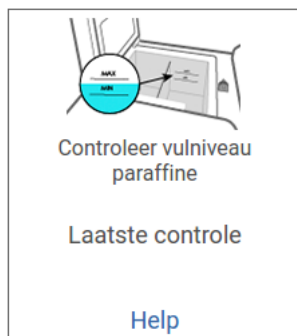 MAX
MIN
Controleer vulniveau
paraffine
Laatste controle
Help